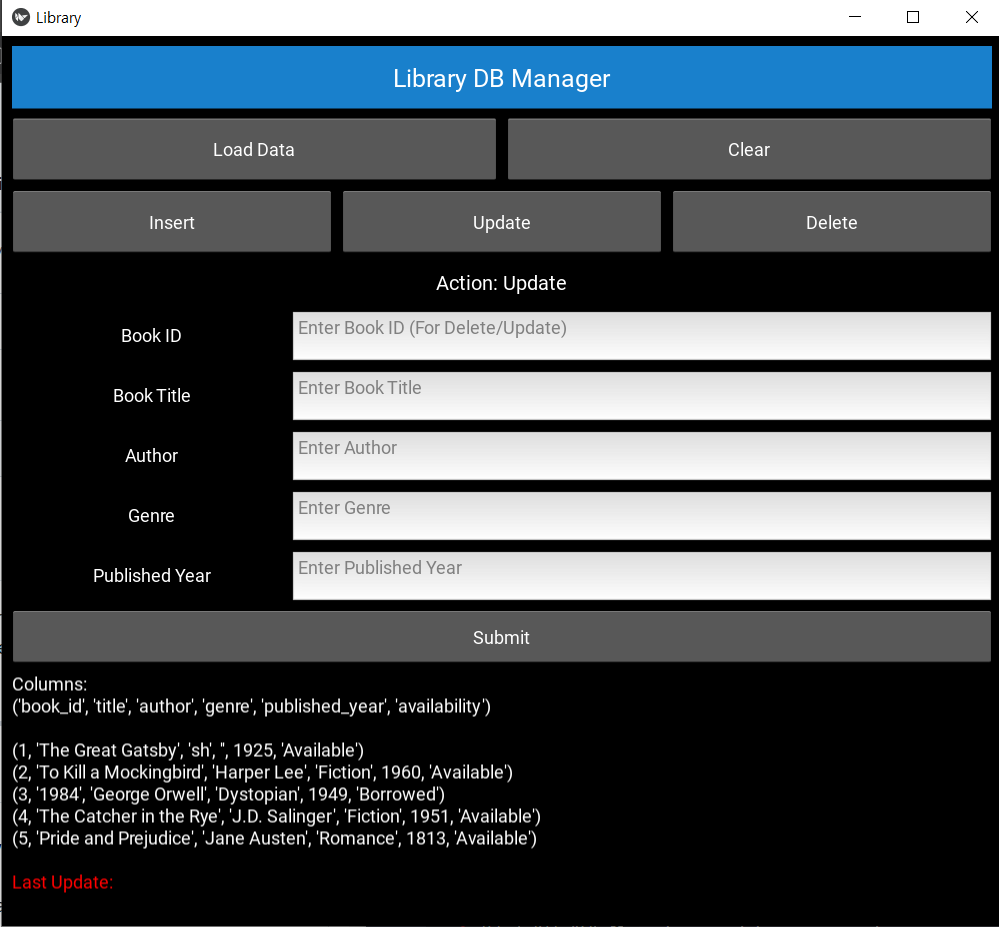 Library
Library DB Manager
Load Data Clear
Insert Update Delete
Action: Update
Book ID Enter Book ID (For Delete/Update)
Book Title Enter Book Title
Author Enter Author
Genre Enter Genre
Published Year Enter Published Year
Submit
Columns:
('book_id', 'title', 'author', 'genre', 'published_year', 'availability')
(1, 'The Great Gatsby', 'sh', '', 1925, 'Available')
(2, 'To Kill a Mockingbird', 'Harper Lee', 'Fiction', 1960, 'Available')
(3, '1984', 'George Orwell', 'Dystopian', 1949, 'Borrowed')
(4, 'The Catcher in the Rye', 'J.D. Salinger', 'Fiction', 1951, 'Available')
(5, 'Pride and Prejudice', 'Jane Austen', 'Romance', 1813, 'Available')
Last Update: